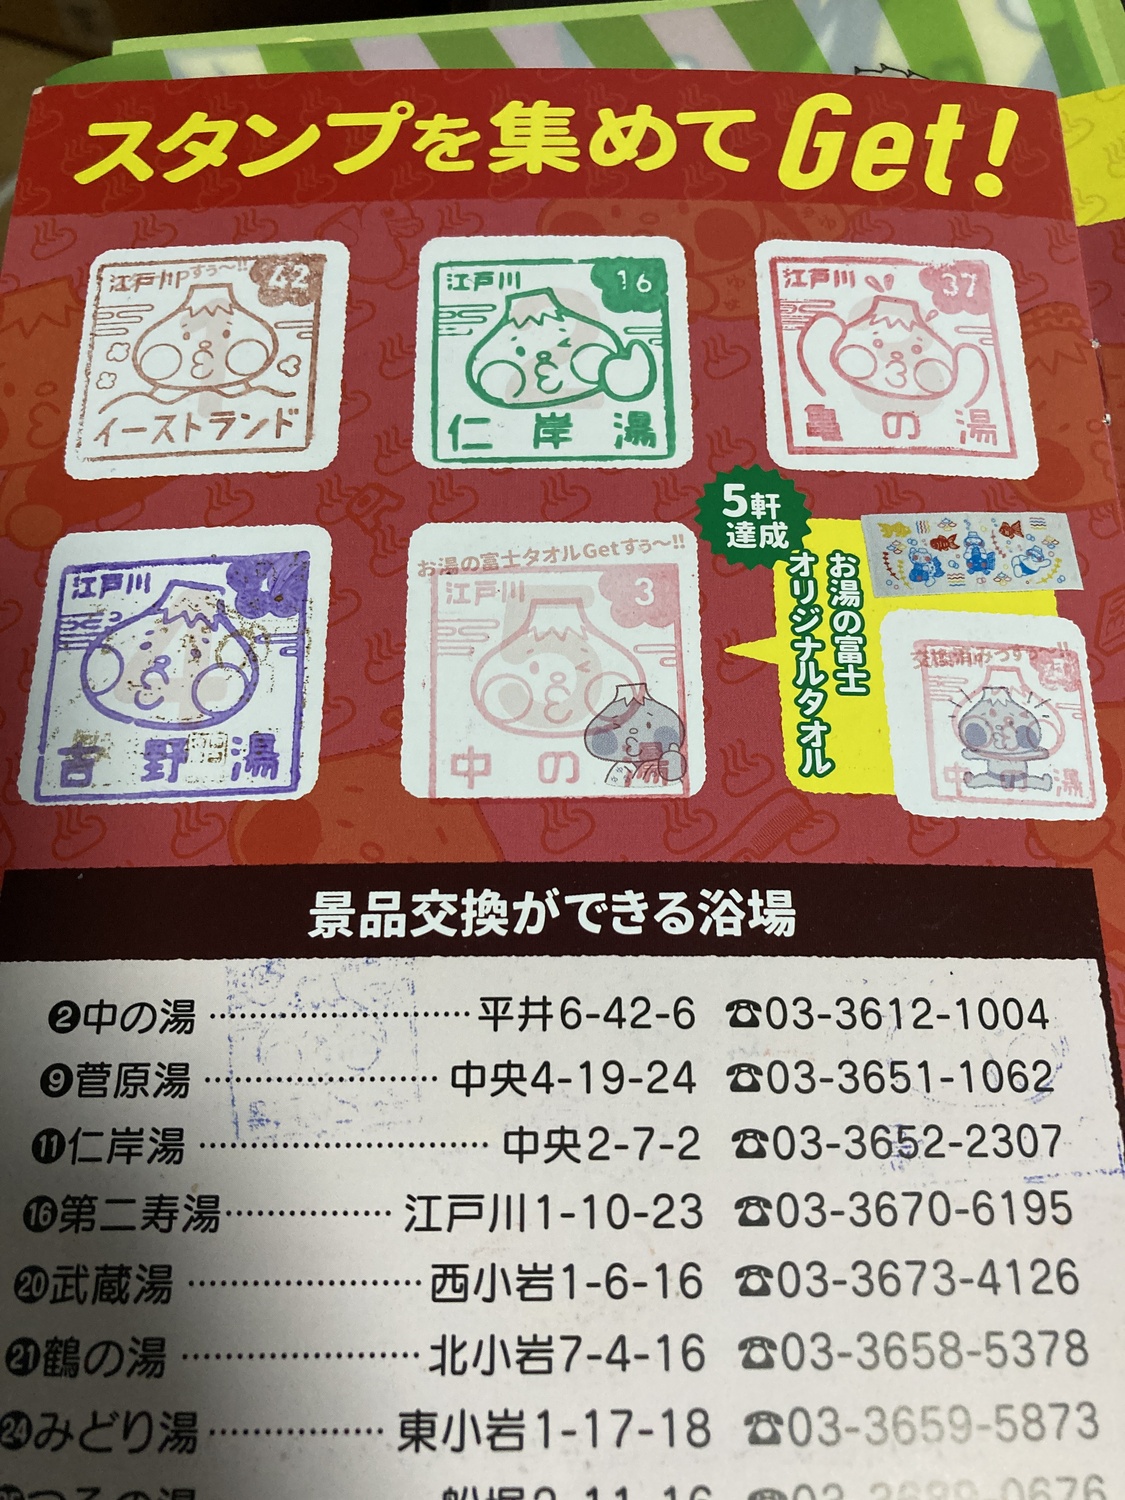 スタンプを集めてGet!
江戸川 42
イーストランド
江戸川 16
仁岸湯
江戸川 37
亀の湯
江戸川
吉野湯
お湯の富士タオルGetすぅ〜!!
江戸川 3
中の湯
5軒
達成
お湯の富士
オリジナルタオル
交換済みっすぅ〜!!
中の湯
景品交換ができる浴場
❷中の湯 平井6-42-6 ☎03-3612-1004
❾菅原湯 中央4-19-24 ☎03-3651-1062
⓫仁岸湯 中央2-7-2 ☎03-3652-2307
⓰第二寿湯 江戸川1-10-23 ☎03-3670-6195
⓴武蔵湯 西小岩1-6-16 ☎03-3673-4126
㉑鶴の湯 北小岩7-4-16 ☎03-3658-5378
㉔みどり湯 東小岩1-17-18 ☎03-3659-5873